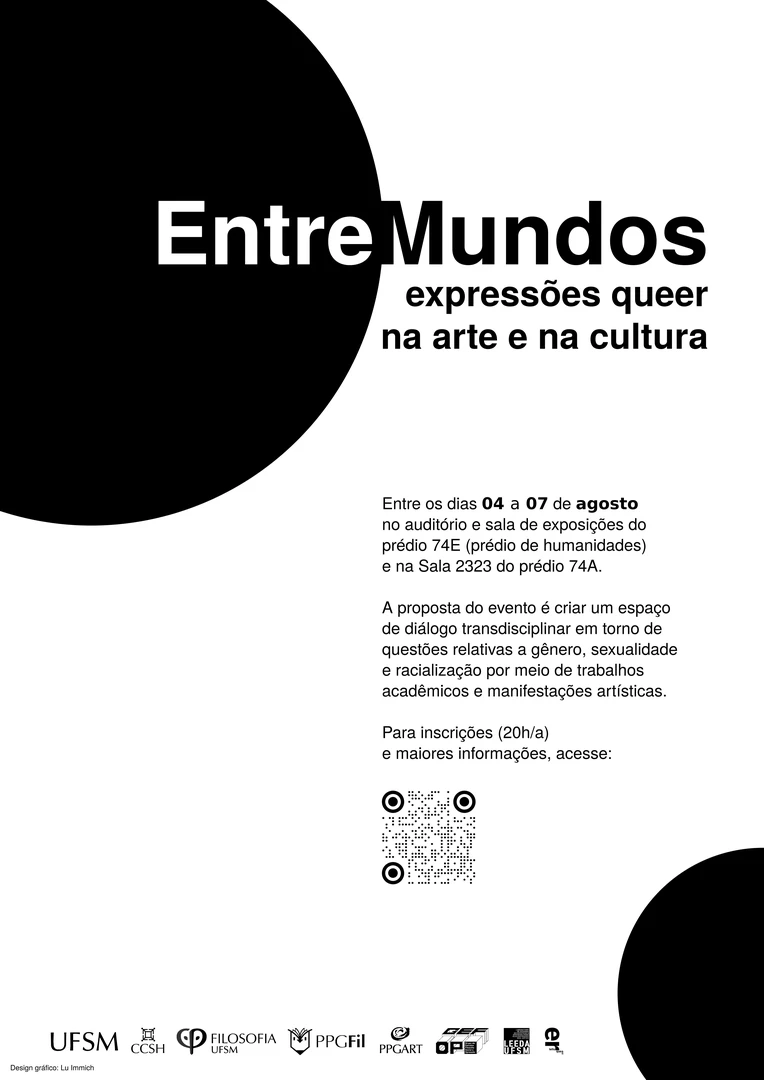 EntreMundos
expressões queer
na arte e na cultura
Entre os dias 04 a 07 de agosto
no auditório e sala de exposições do
prédio 74E (prédio de humanidades)
e na Sala 2323 do prédio 74A.
A proposta do evento é criar um espaço
de diálogo transdisciplinar em torno de
questões relativas a gênero, sexualidade
e racialização por meio de trabalhos
acadêmicos e manifestações artísticas.
Para inscrições (20h/a)
e maiores informações, acesse:
UFSM
CCSH
FILOSOFIA
UFSM
PPGFil
PPGART
LEEDA
UFSM
Design gráfico: Lu Immich